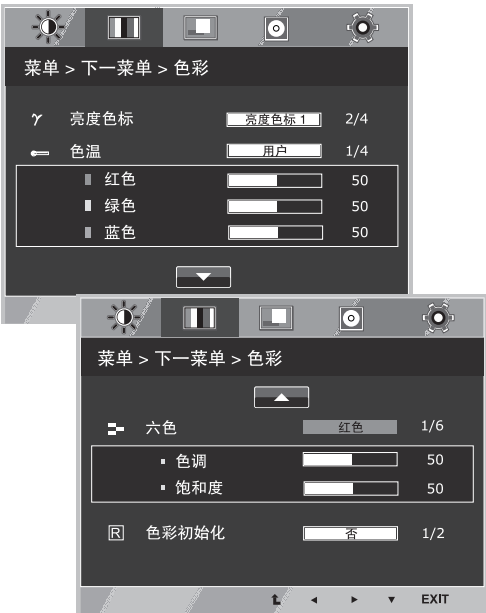 菜单 > 下一菜单 > 色彩
γ 亮度色标 亮度色标 1 2/4
色温 用户 1/4
红色 50
绿色 50
蓝色 50
菜单 > 下一菜单 > 色彩
六色 红色 1/6
色调 50
饱和度 50
R 色彩初始化 否 1/2
EXIT